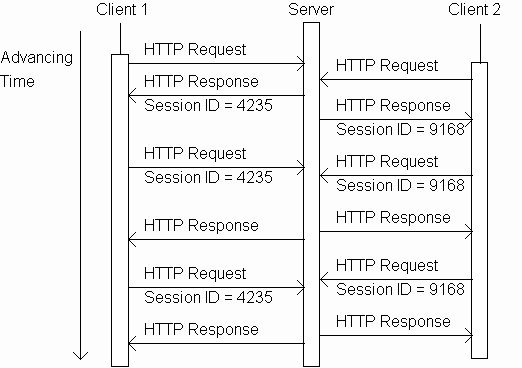 Client 1
Server
Client 2
Advancing
Time
HTTP Request
HTTP Request
HTTP Response
Session ID = 4235
HTTP Response
Session ID = 9168
HTTP Request
Session ID = 4235
HTTP Request
Session ID = 9168
HTTP Response
HTTP Response
HTTP Request
Session ID = 4235
HTTP Request
Session ID = 9168
HTTP Response
HTTP Response